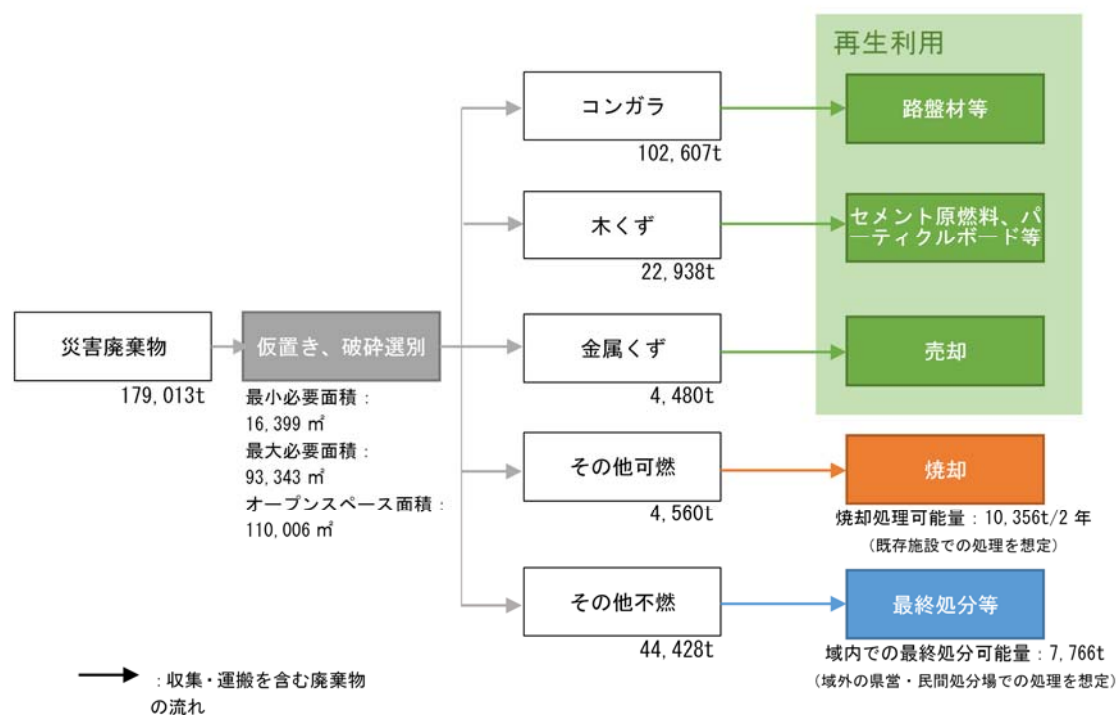 再生利用
コンガラ
102,607t
路盤材等
木くず
22,938t
セメント原燃料、パ
ーティクルボード等
災害廃棄物
179,013t
仮置き、破砕選別
最小必要面積：
16,399 ㎡
最大必要面積：
93,343 ㎡
オープンスペース面積：
110,006 ㎡
金属くず
4,480t
売却
その他可燃
4,560t
焼却
焼却処理可能量：10,356t/2 年
（既存施設での処理を想定）
その他不燃
44,428t
最終処分等
域内での最終処分可能量：7,766t
（域外の県営・民間処分場での処理を想定）
：収集・運搬を含む廃棄物
の流れ